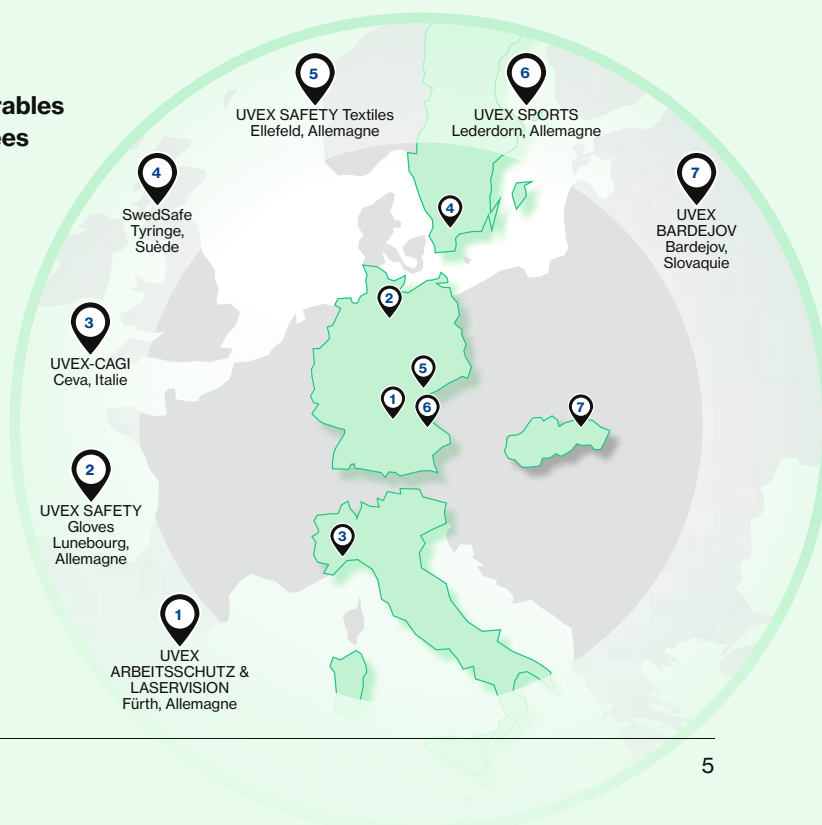 5
6
UVEX SAFETY Textiles
Ellefeld, Allemagne
UVEX SPORTS
Lederdorn, Allemagne
4
SwedSafe
Tyringe,
Suède
7
UVEX
BARDEJOV
Bardejov,
Slovaquie
4
2
3
UVEX-CAGI
Ceva, Italie
5
1
6
7
2
UVEX SAFETY
Gloves
Lunebourg,
Allemagne
3
1
UVEX
ARBEITSSCHUTZ &
LASERVISION
Fürth, Allemagne
5